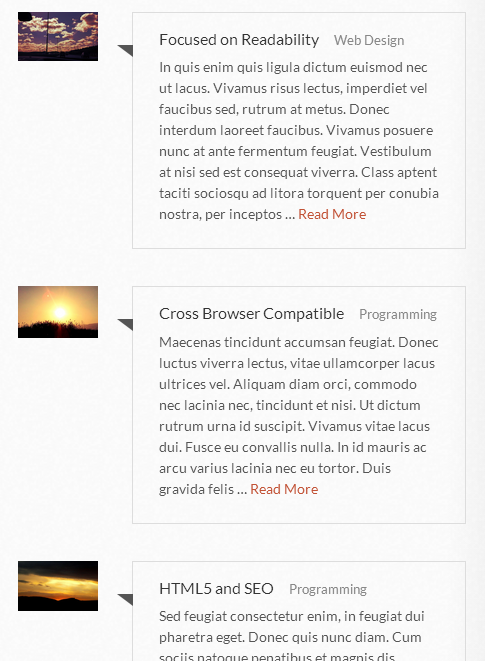 Focused on Readability Web Design
In quis enim quis ligula dictum euismod nec
ut lacus. Vivamus risus lectus, imperdiet vel
faucibus sed, rutrum at metus. Donec
interdum laoreet faucibus. Vivamus posuere
nunc at ante fermentum feugiat. Vestibulum
at nisi sed est consequat viverra. Class aptent
taciti sociosqu ad litora torquent per conubia
nostra, per inceptos ... Read More
Cross Browser Compatible Programming
Maecenas tincidunt accumsan feugiat. Donec
luctus viverra lectus, vitae ullamcorper lacus
ultrices vel. Aliquam diam orci, commodo
nec lacinia nec, tincidunt et nisi. Ut dictum
rutrum urna id suscipit. Vivamus vitae lacus
dui. Fusce eu convallis nulla. In id mauris ac
arcu varius lacinia nec eu tortor. Duis
gravida felis ... Read More
HTML5 and SEO Programming
Sed feugiat consectetur enim, in feugiat dui
pharetra eget. Donec quis nunc diam. Cum
sociis natoque penatibus et magnis dis